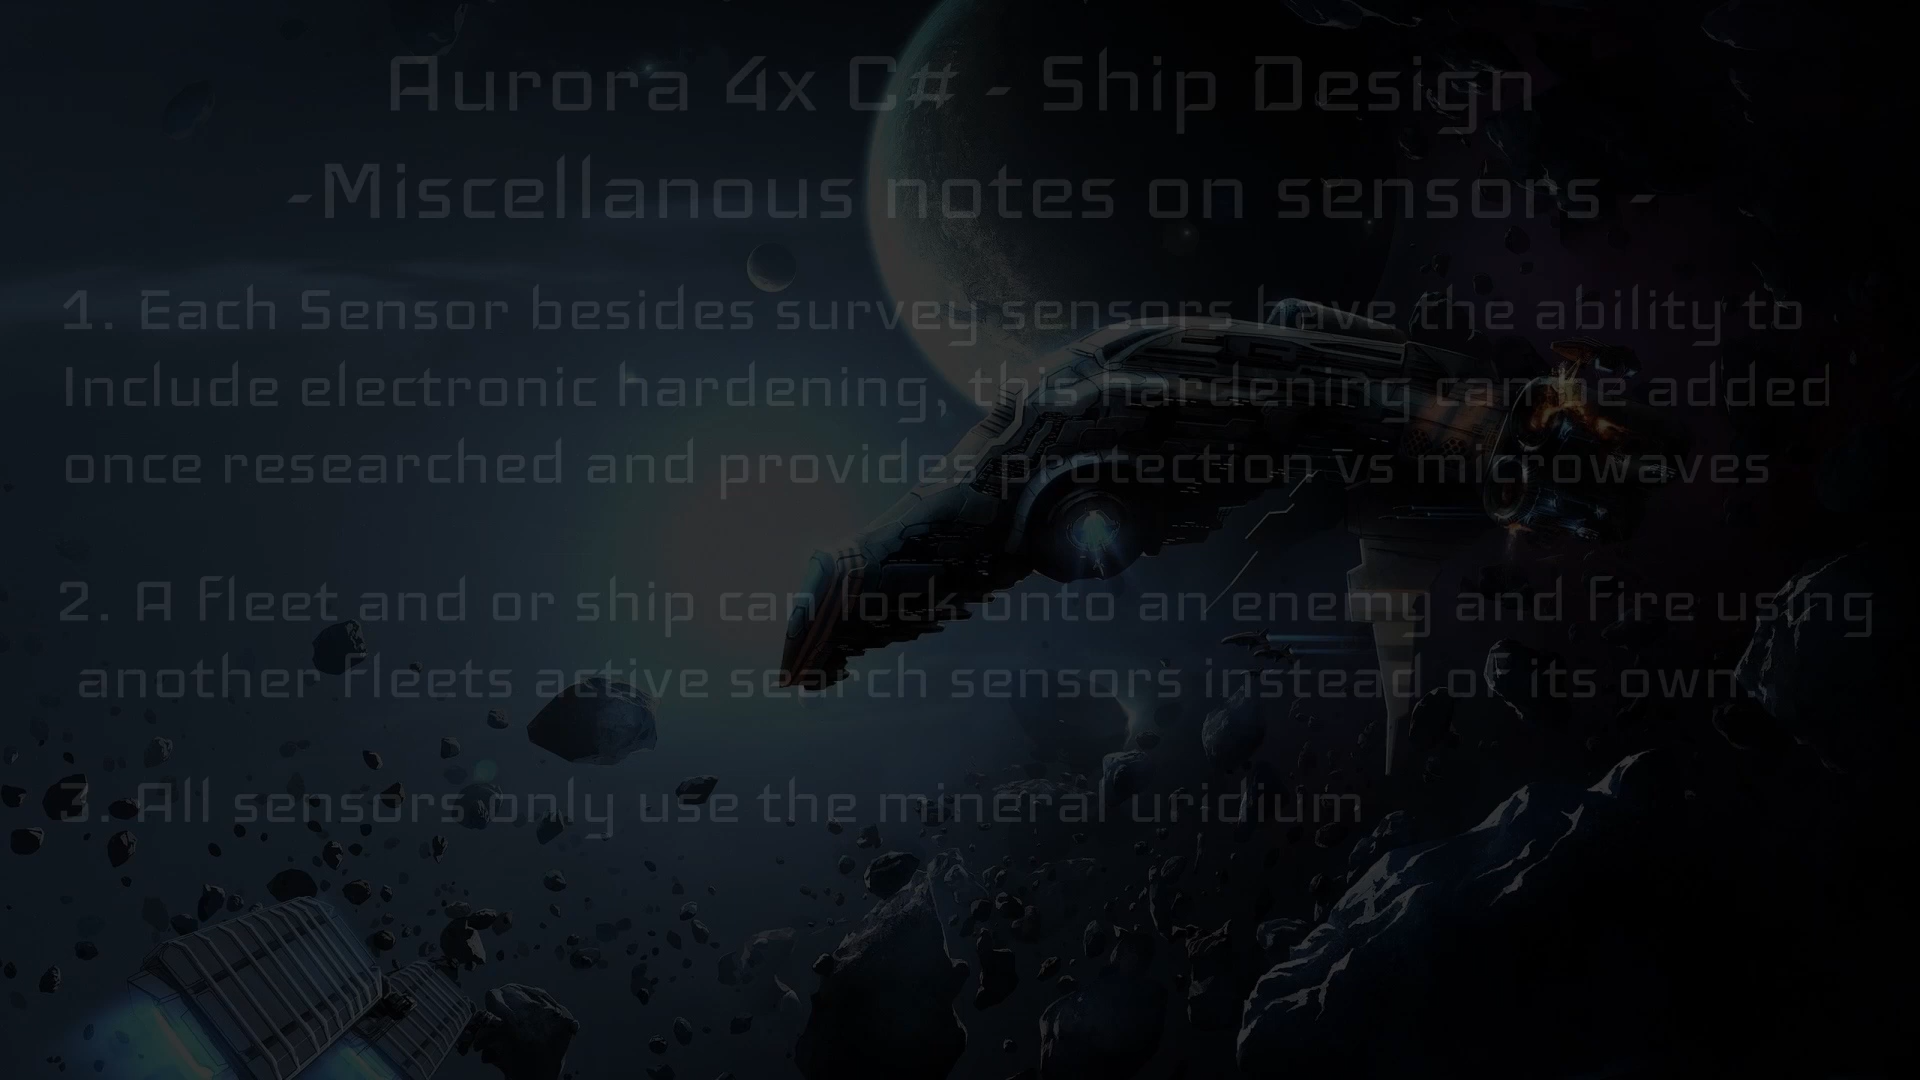 Aurora 4x C# - Ship Design
-Miscellanous notes on sensors -
1. Each Sensor besides survey sensors have the ability to
Include electronic hardening, this hardening can be added
once researched and provides protection vs microwaves
2. A fleet and or ship can lock onto an enemy and fire using
another fleets active search sensors instead of its own.
3. All sensors only use the mineral uridium